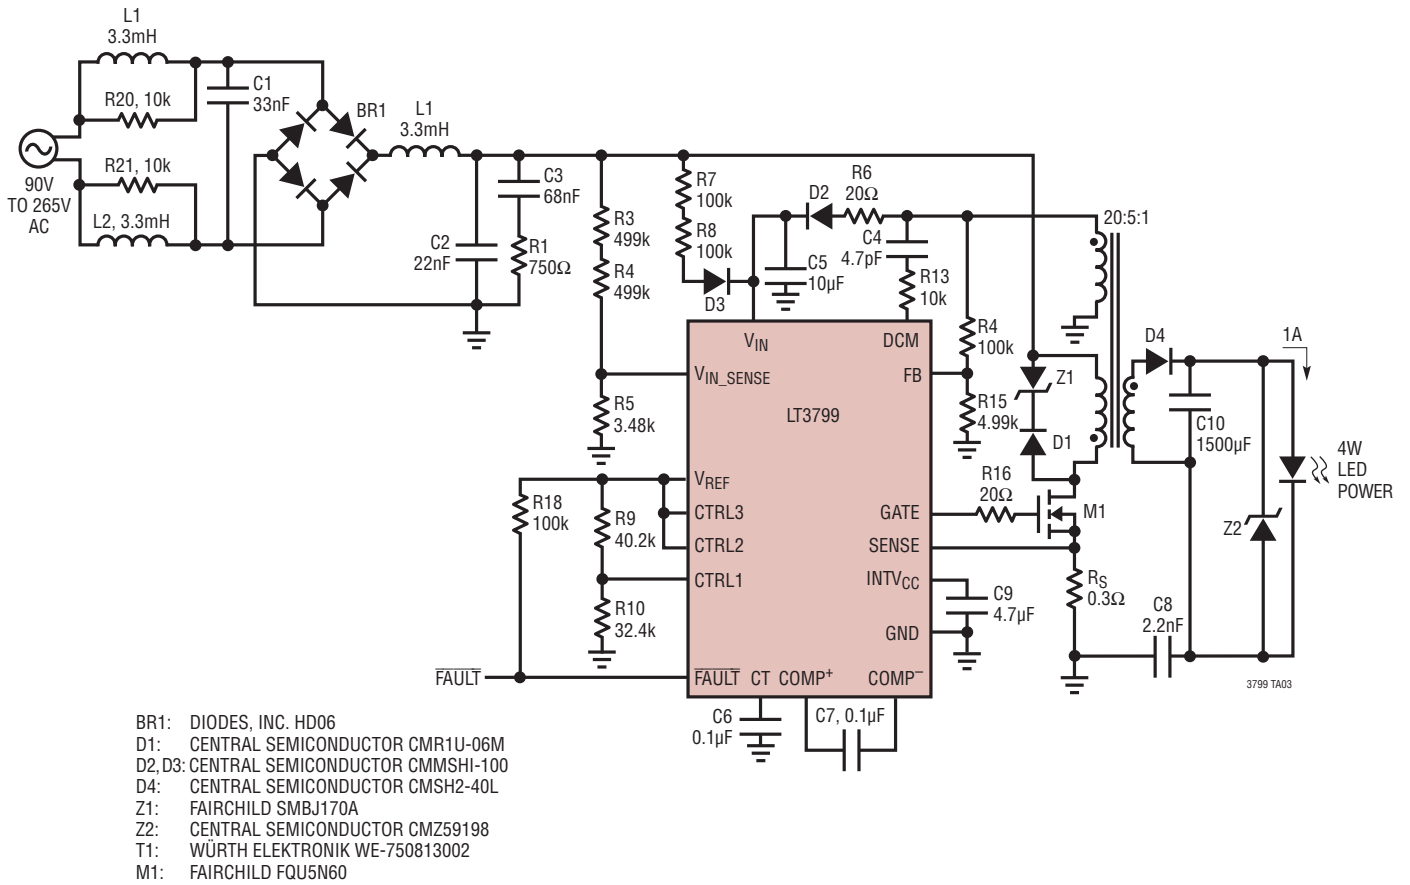 L1
3.3mH
R20, 10k
C1
33nF
BR1
L1
3.3mH
90V
TO 265V
AC
R21, 10k
L2, 3.3mH
C2
22nF
C3
68nF
R1
750Ω
R3
499k
R4
499k
R5
3.48k
R7
100k
R8
100k
D3
D2
R6
20Ω
C5
10µF
C4
4.7pF
R13
10k
R4
100k
R15
4.99k
20:5:1
Z1
D1
D4
1A
C10
1500µF
4W
LED
POWER
Z2
VIN
DCM
VIN_SENSE
FB
LT3799
VREF
CTRL3
CTRL2
CTRL1
GATE
SENSE
INTVCC
GND
FAULT
CT
COMP+
COMP–
R16
20Ω
M1
RS
0.3Ω
C9
4.7µF
C8
2.2nF
R18
100k
R9
40.2k
R10
32.4k
FAULT
C6
0.1µF
C7, 0.1µF
3799 TA03
BR1: DIODES, INC. HD06
D1: CENTRAL SEMICONDUCTOR CMR1U-06M
D2,D3: CENTRAL SEMICONDUCTOR CMMSHI-100
D4: CENTRAL SEMICONDUCTOR CMSH2-40L
Z1: FAIRCHILD SMBJ170A
Z2: CENTRAL SEMICONDUCTOR CMZ59198
T1: WÜRTH ELEKTRONIK WE-750813002
M1: FAIRCHILD FQU5N60